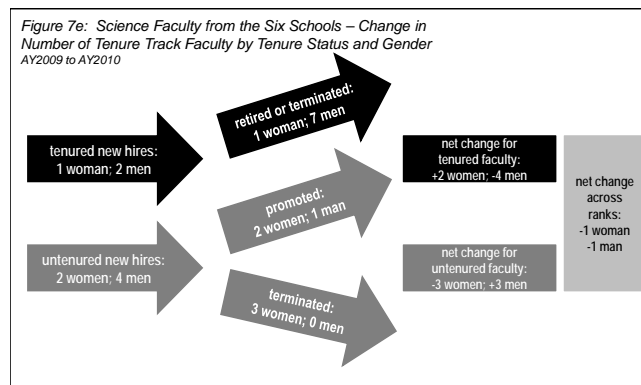 Figure 7e: Science Faculty from the Six Schools – Change in
Number of Tenure Track Faculty by Tenure Status and Gender
AY2009 to AY2010
retired or terminated:
1 woman; 7 men
tenured new hires:
1 woman; 2 men
net change for
tenured faculty:
+2 women; -4 men
promoted:
2 women; 1 man
net change
across
ranks:
-1 woman
-1 man
untenured new hires:
2 women; 4 men
net change for
untenured faculty:
-3 women; +3 men
terminated:
3 women; 0 men